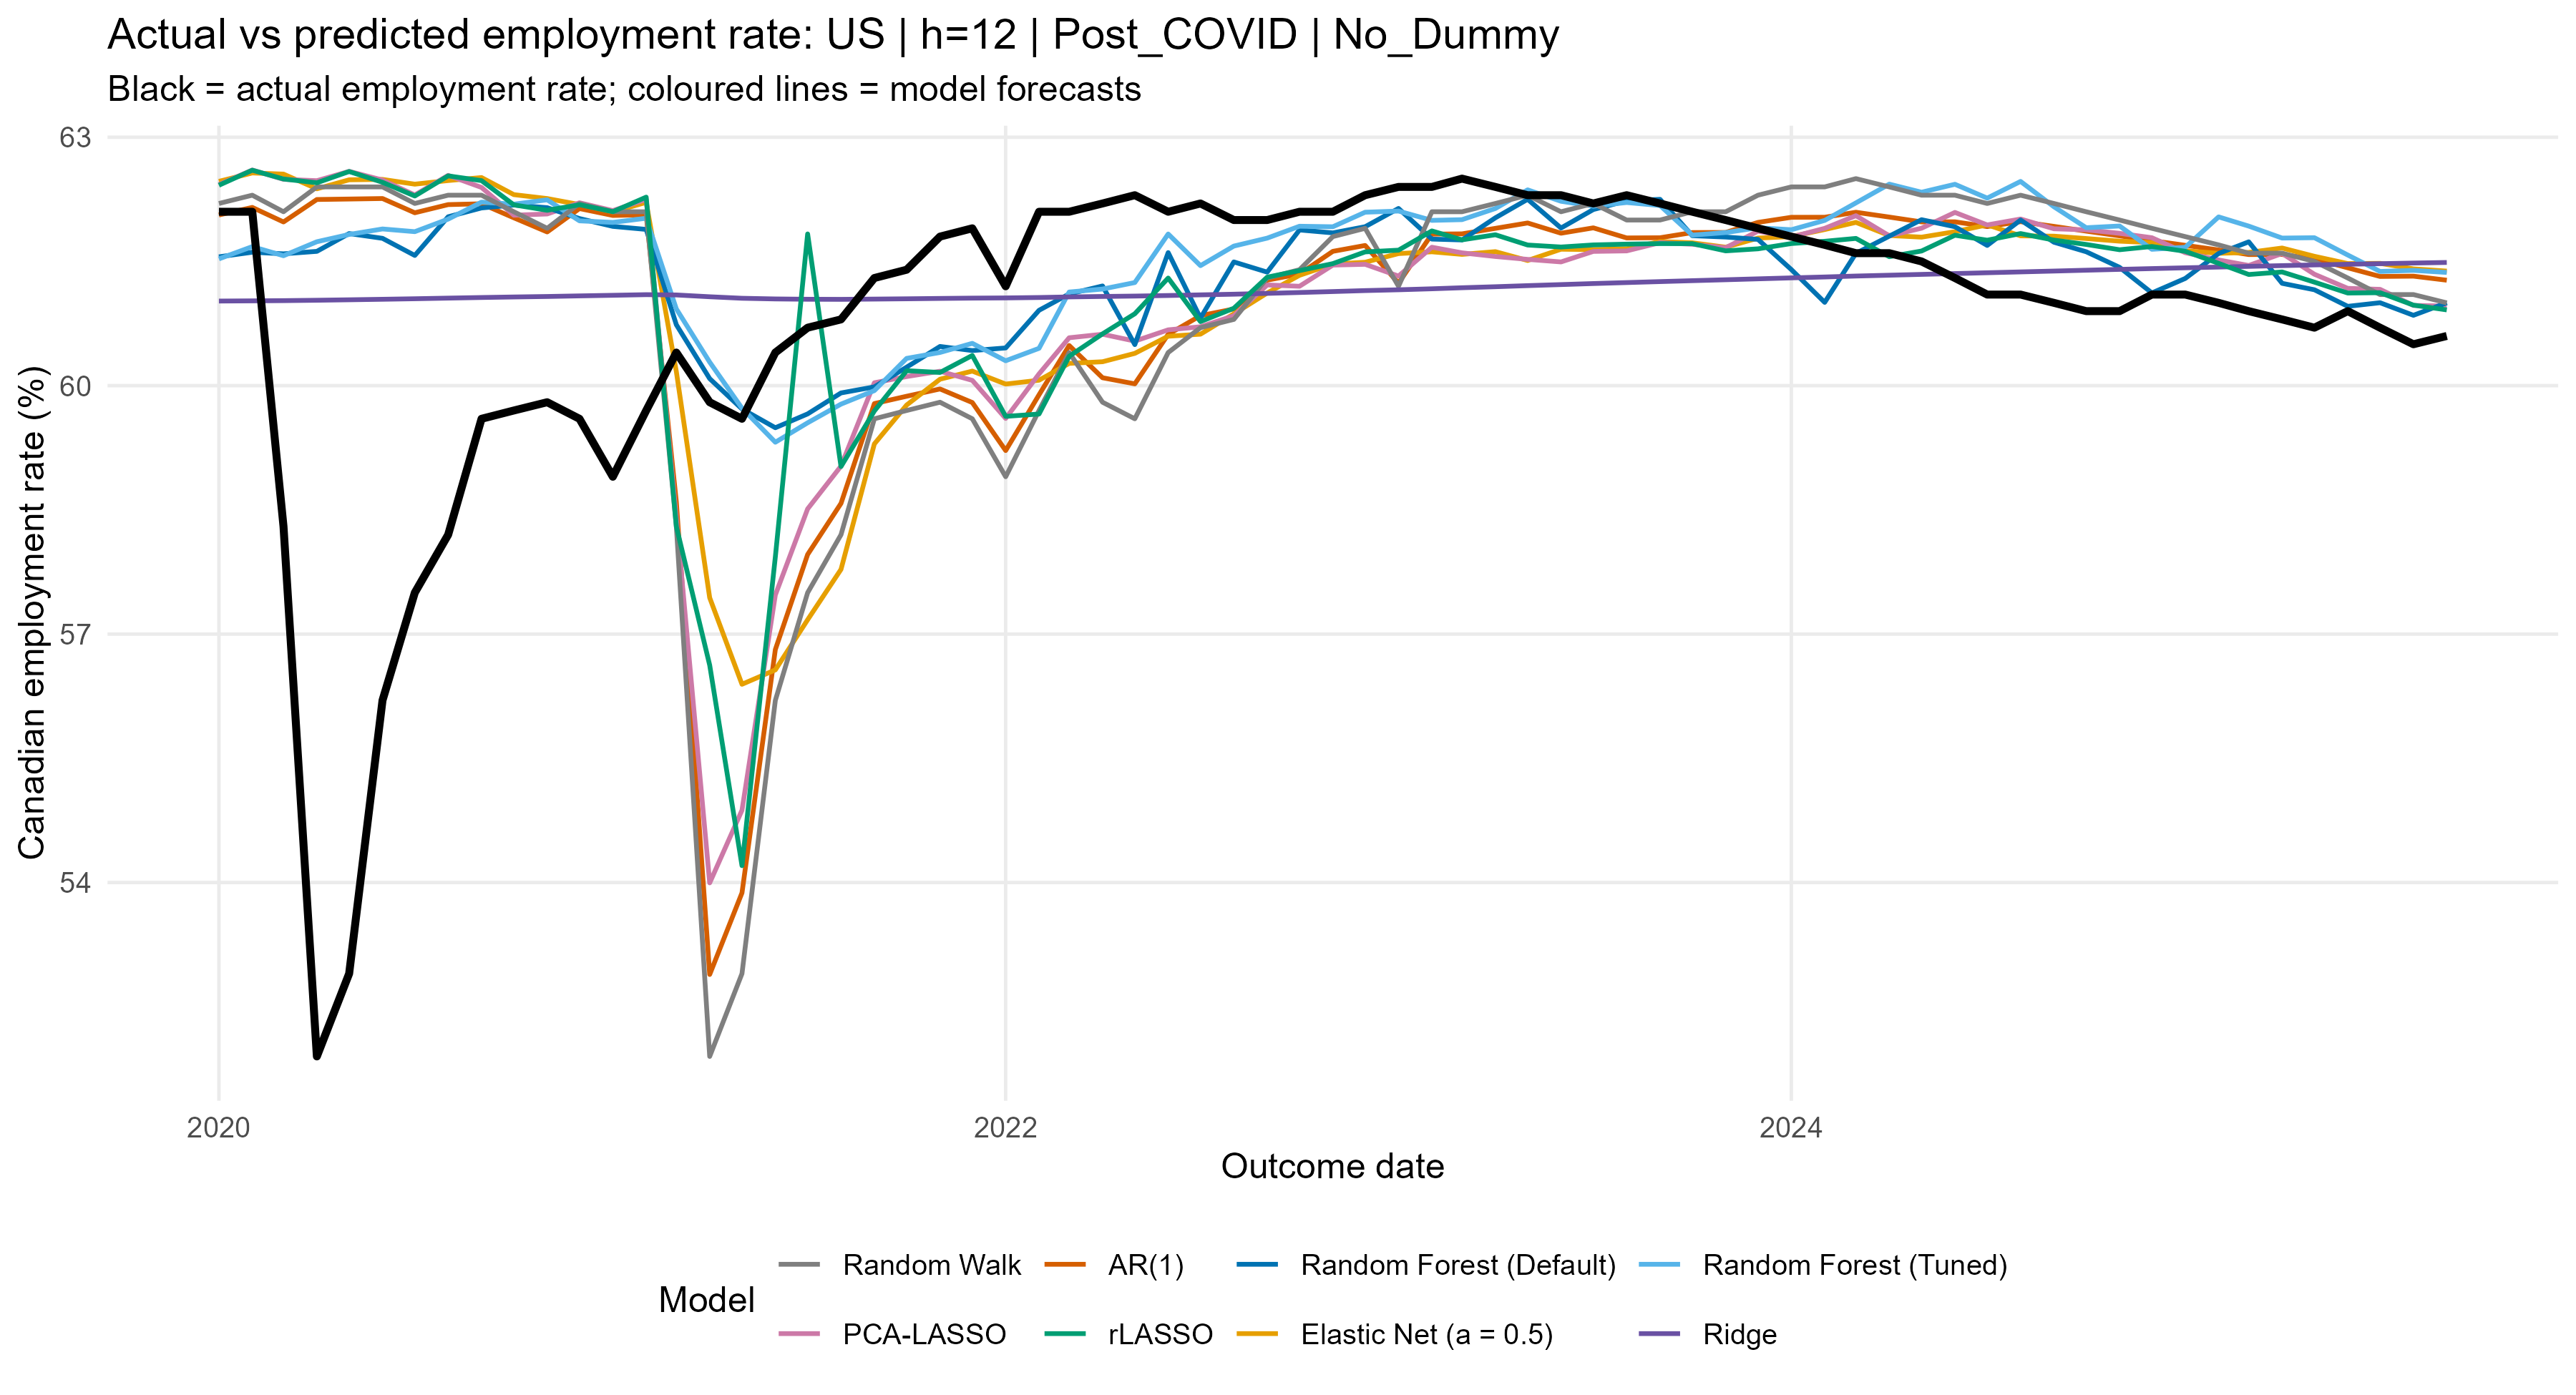 Actual vs predicted employment rate: US | h=12 | Post_COVID | No_Dummy
Black = actual employment rate; coloured lines = model forecasts
Canadian employment rate (%)
63
60
57
54
2020
2022
2024
Outcome date
Model
Random Walk
AR(1)
Random Forest (Default)
Random Forest (Tuned)
PCA-LASSO
rLASSO
Elastic Net (a = 0.5)
Ridge